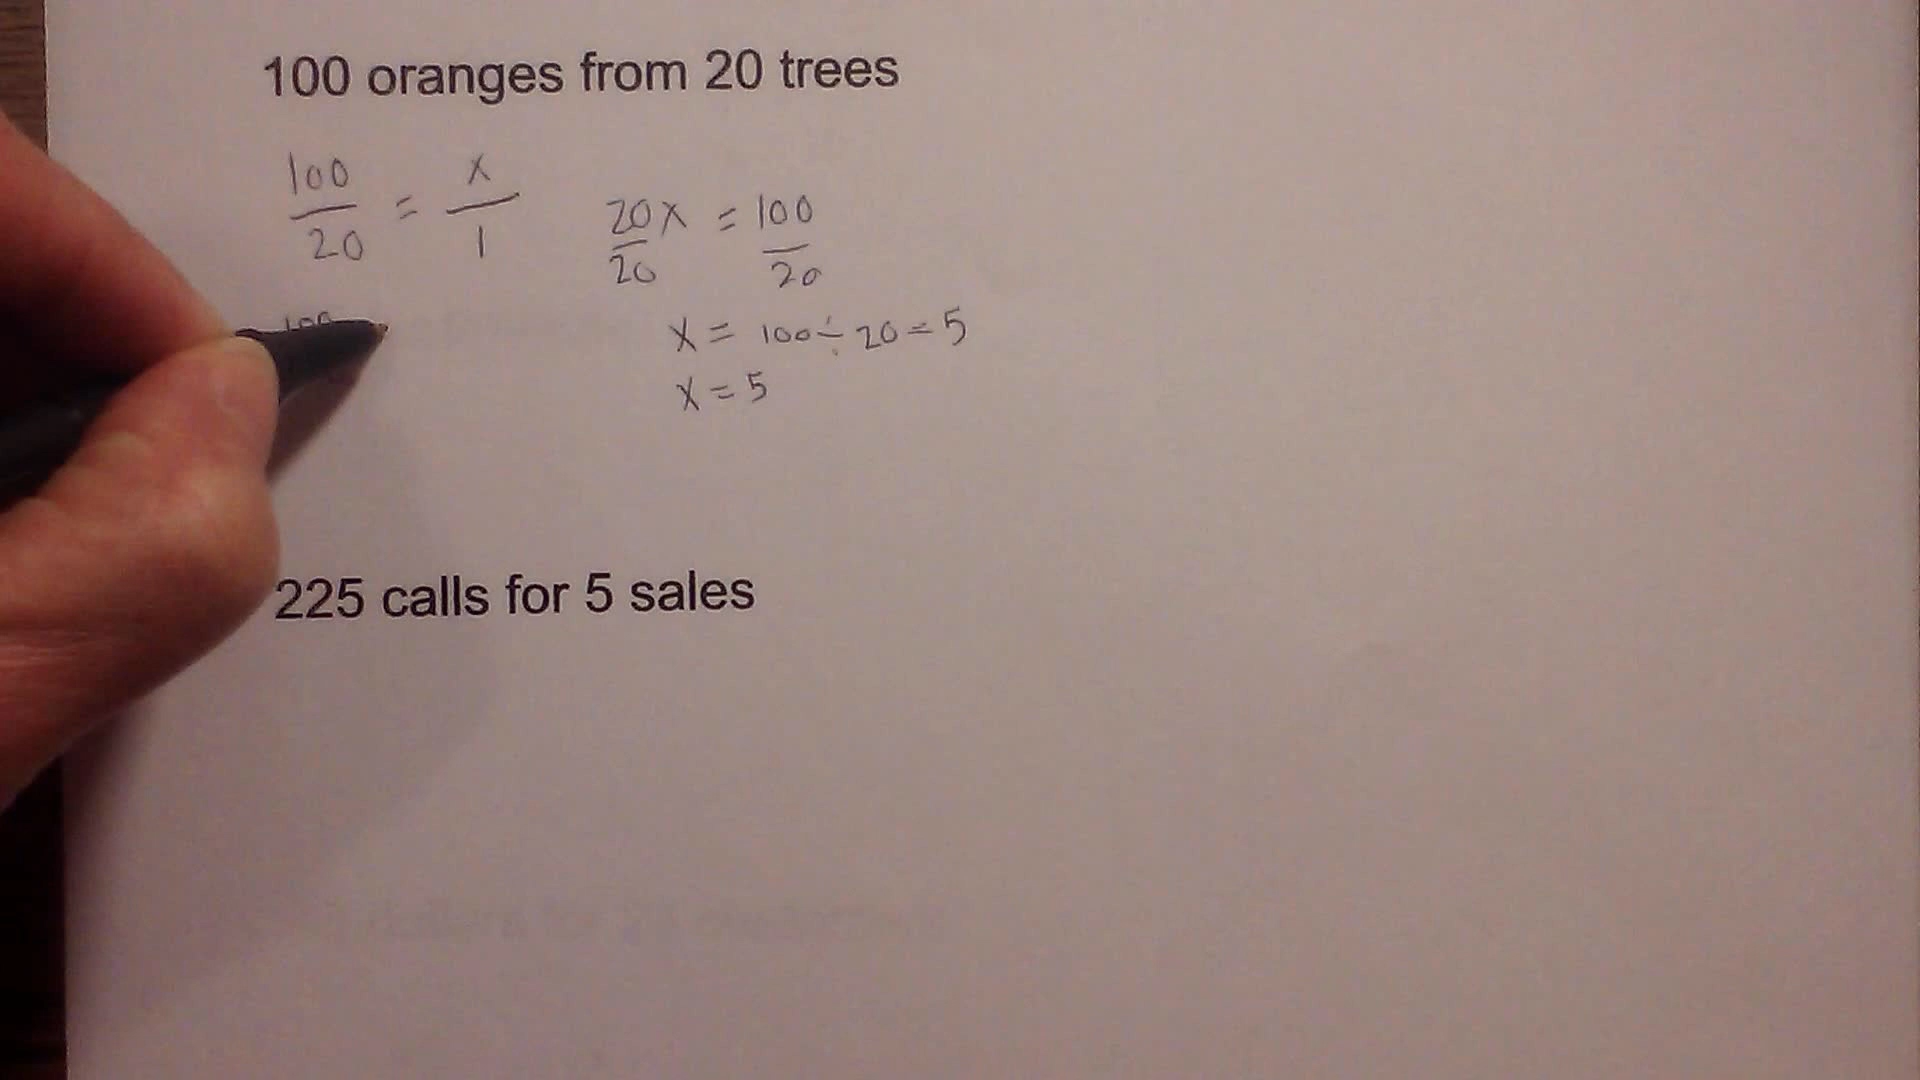 100 oranges from 20 trees
100/20 = x/1
20x/20 = 100/20
100
x = 100 ÷ 20 = 5
x = 5
225 calls for 5 sales